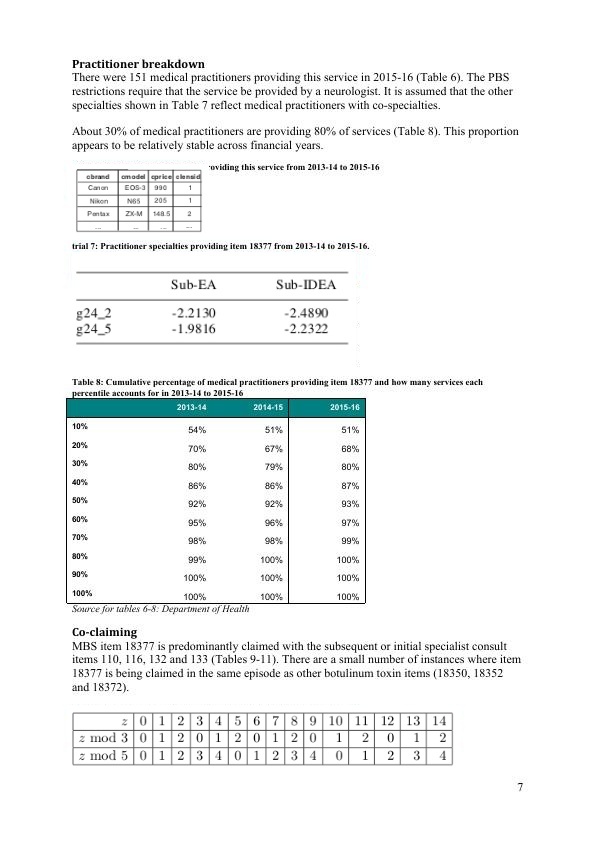 Practitioner breakdown
There were 151 medical practitioners providing this service in 2015-16 (Table 6). The PBS
restrictions require that the service be provided by a neurologist. It is assumed that the other
specialties shown in Table 7 reflect medical practitioners with co-specialties.
About 30% of medical practitioners are providing 80% of services (Table 8). This proportion
appears to be relatively stable across financial years.
oviding this service from 2013-14 to 2015-16
cbrand cmodel cprice clensid
Canon EOS-3 990 1
Nikon N65 205 1
Pentax ZX-M 148.5 2
... ... .... ...
trial 7: Practitioner specialties providing item 18377 from 2013-14 to 2015-16.
Sub-EA Sub-IDEA
g24_2 -2.2130 -2.4890
g24_5 -1.9816 -2.2322
Table 8: Cumulative percentage of medical practitioners providing item 18377 and how many services each
percentile accounts for in 2013-14 to 2015-16
2013-14 2014-15 2015-16
10% 54% 51% 51%
20% 70% 67% 68%
30% 80% 79% 80%
40% 86% 86% 87%
50% 92% 92% 93%
60% 95% 96% 97%
70% 98% 98% 99%
80% 99% 100% 100%
90% 100% 100% 100%
100% 100% 100% 100%
Source for tables 6-8: Department of Health
Co-claiming
MBS item 18377 is predominantly claimed with the subsequent or initial specialist consult
items 110, 116, 132 and 133 (Tables 9-11). There are a small number of instances where item
18377 is being claimed in the same episode as other botulinum toxin items (18350, 18352
and 18372).
z 0 1 2 3 4 5 6 7 8 9 10 11 12 13 14
z mod 3 0 1 2 0 1 2 0 1 2 0 1 2 0 1 2
z mod 5 0 1 2 3 4 0 1 2 3 4 0 1 2 3 4
7